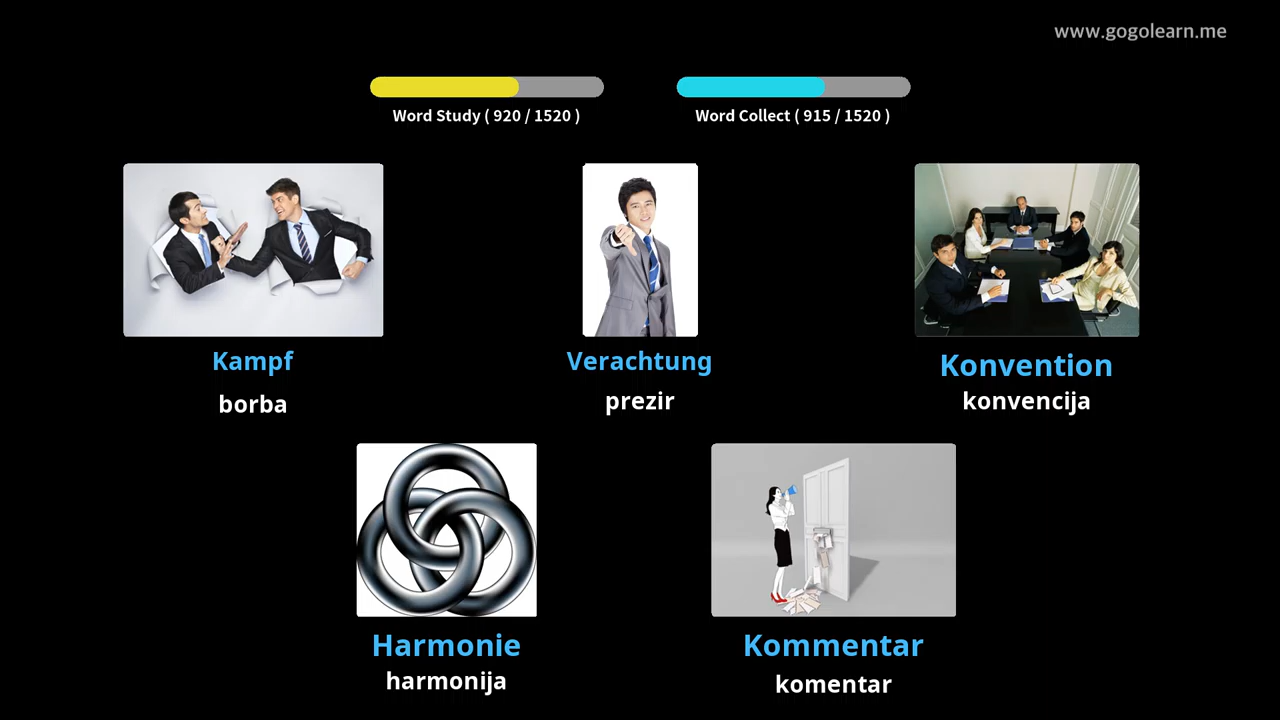 www.gogolearn.me
Word Study ( 920 / 1520 )
Word Collect ( 915 / 1520 )
Kampf
borba
Verachtung
prezir
Konvention
konvencija
Harmonie
harmonija
Kommentar
komentar